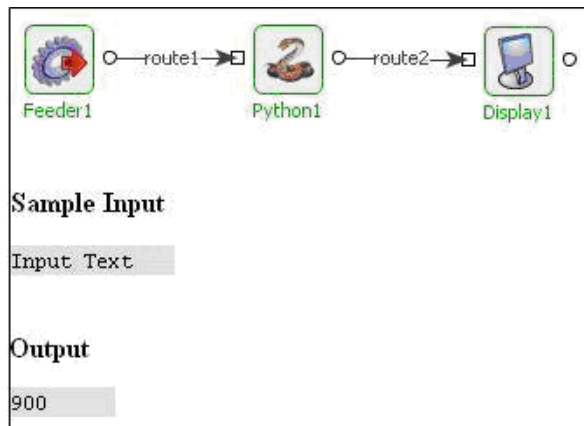 route1
route2
Feeder1
Python1
Display1
Sample Input
Input Text
Output
900